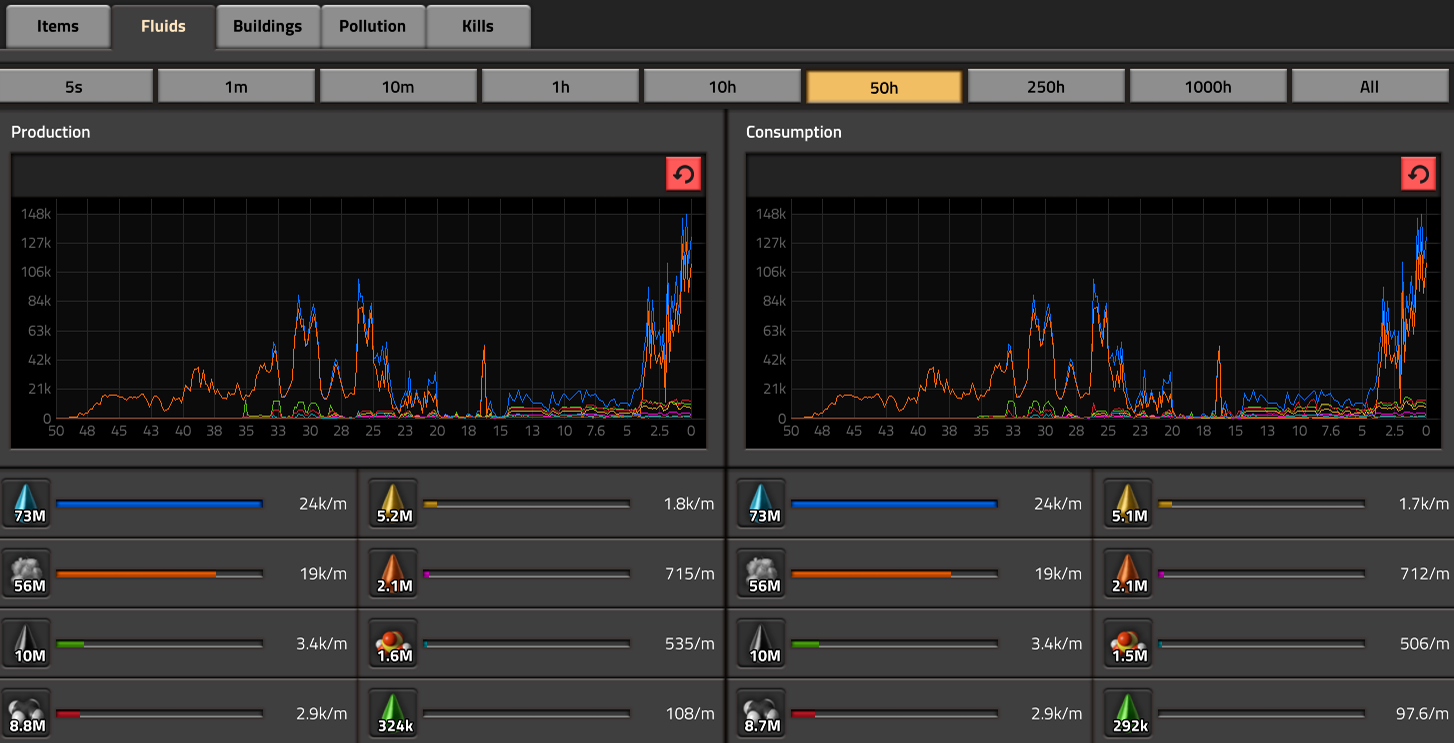 Items Fluids Buildings Pollution Kills
5s 1m 10m 1h 10h 50h 250h 1000h All
Production
148k
127k
106k
84k
63k
42k
21k
0
50 48 45 43 40 38 35 33 30 28 25 23 20 18 15 13 10 7.6 5 2.5 0
73M 24k/m 5.2M 1.8k/m
56M 19k/m 2.1M 715/m
10M 3.4k/m 1.6M 535/m
8.8M 2.9k/m 324k 108/m
Consumption
148k
127k
106k
84k
63k
42k
21k
0
50 48 45 43 40 38 35 33 30 28 25 23 20 18 15 13 10 7.6 5 2.5 0
73M 24k/m 5.1M 1.7k/m
56M 19k/m 2.1M 712/m
10M 3.4k/m 1.5M 506/m
8.7M 2.9k/m 292k 97.6/m